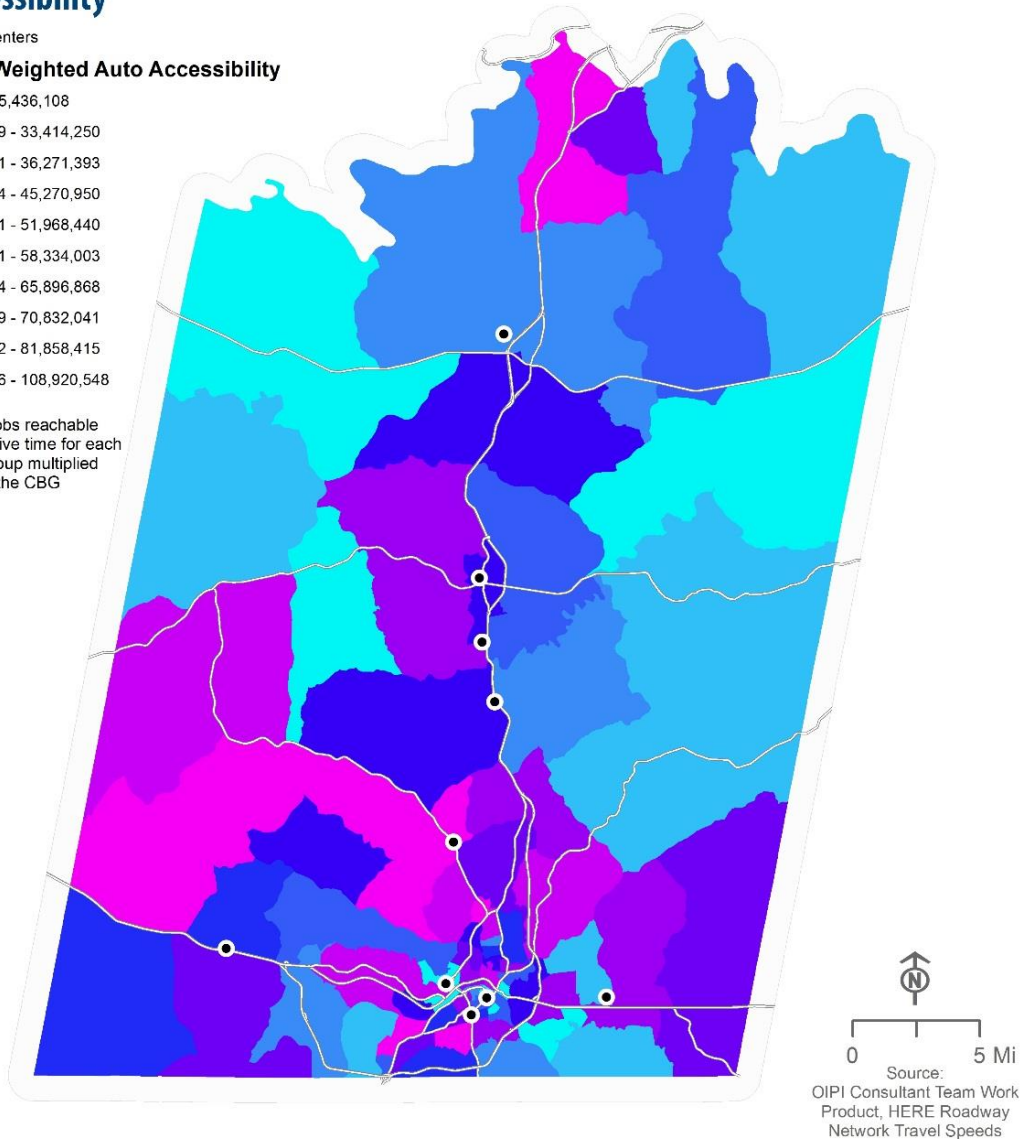 ssibility
enters
Weighted Auto Accessibility
5,436,108
9 - 33,414,250
1 - 36,271,393
4 - 45,270,950
1 - 51,968,440
1 - 58,334,003
4 - 65,896,868
9 - 70,832,041
2 - 81,858,415
6 - 108,920,548
obs reachable
ive time for each
oup multiplied
the CBG
N
0 5 Mi
Source:
OIPI Consultant Team Work
Product, HERE Roadway
Network Travel Speeds